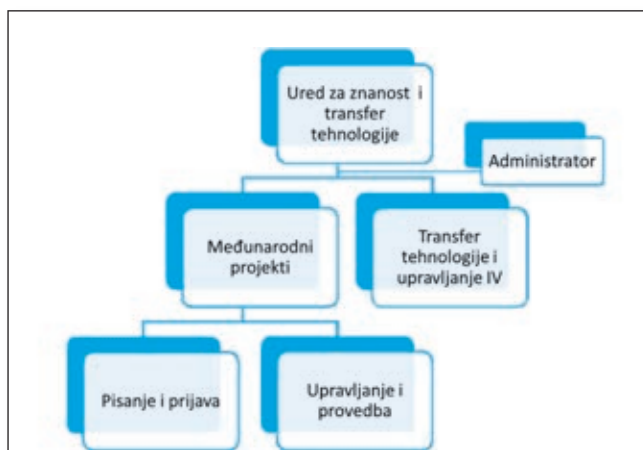 Ured za znanost i
transfer
tehnologije
Administrator
Međunarodni
projekti
Transfer
tehnologije i
upravljanje IV
Pisanje i prijava
Upravljanje i
provedba